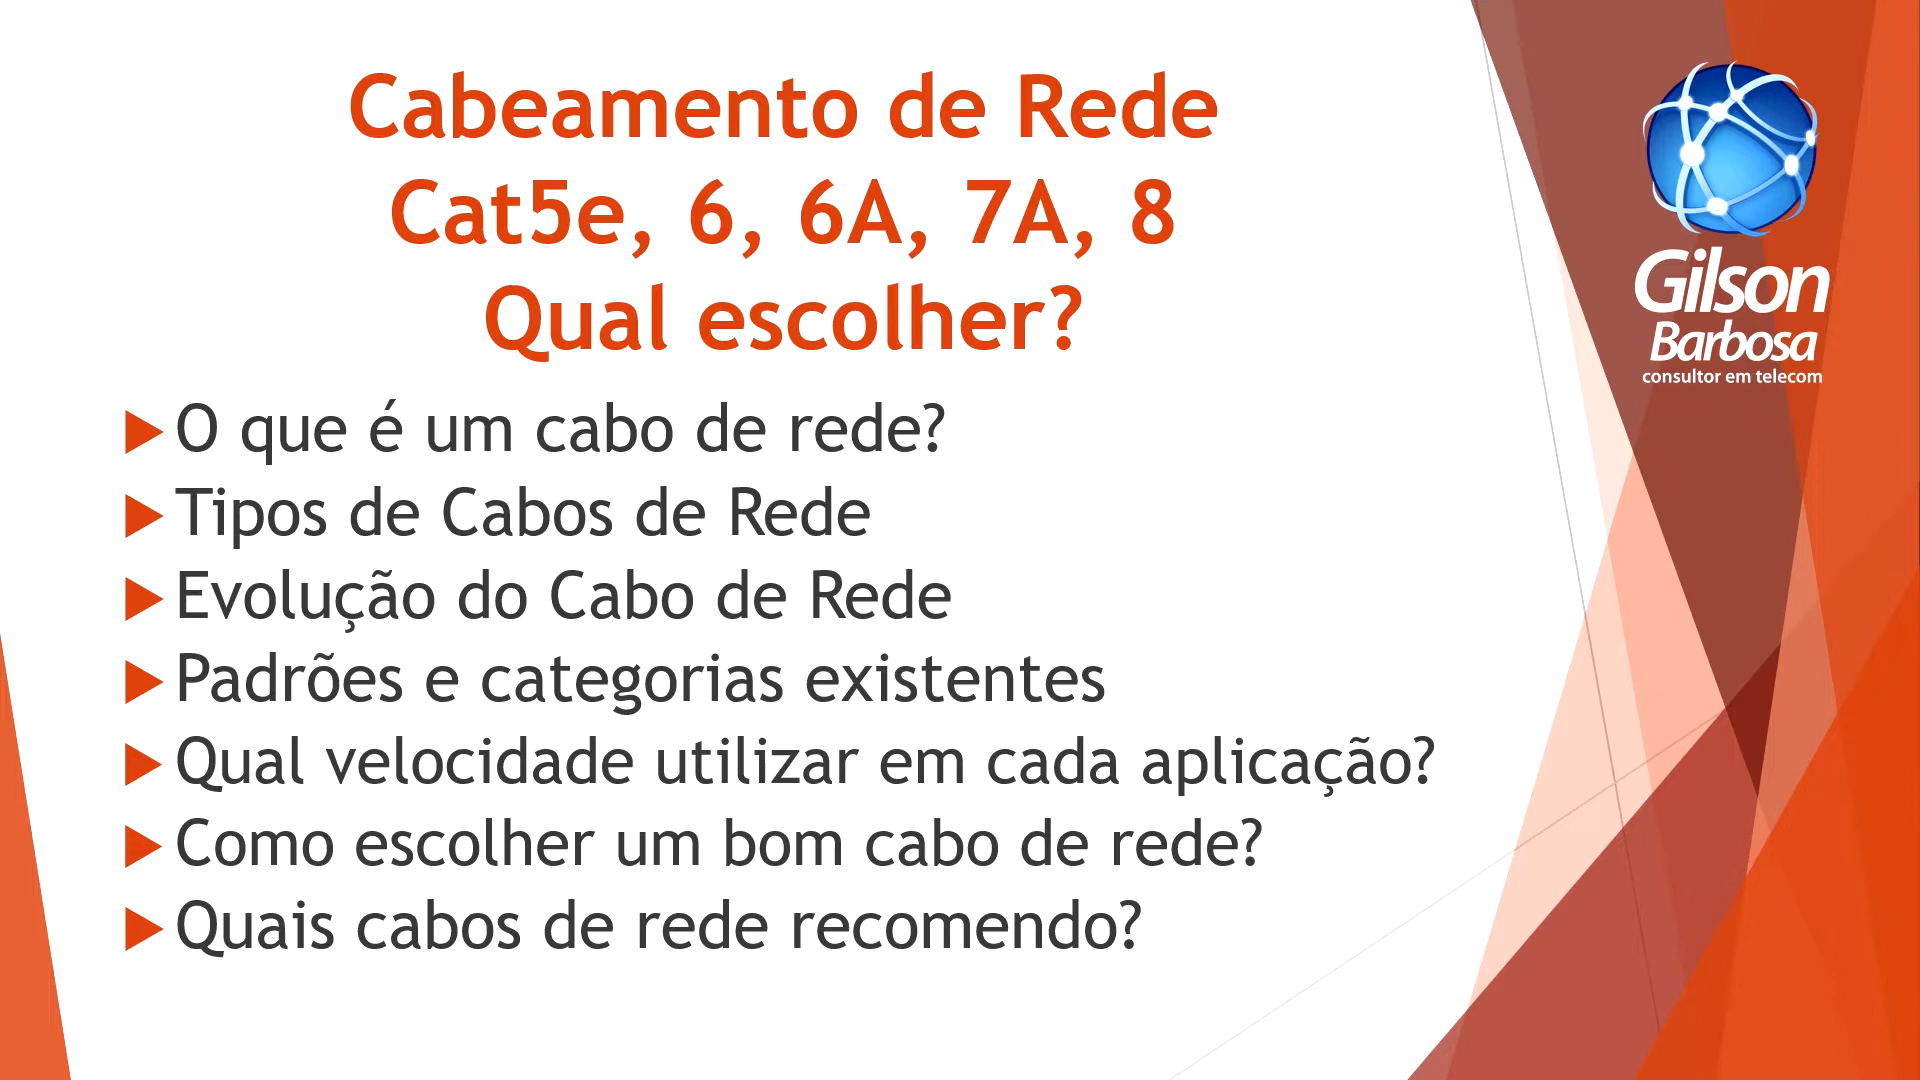 Cabeamento de Rede
Cat5e, 6, 6A, 7A, 8
Qual escolher?
O que é um cabo de rede?
Tipos de Cabos de Rede
Evolução do Cabo de Rede
Padrões e categorias existentes
Qual velocidade utilizar em cada aplicação?
Como escolher um bom cabo de rede?
Quais cabos de rede recomendo?
Gilson
Barbosa
consultor em telecom